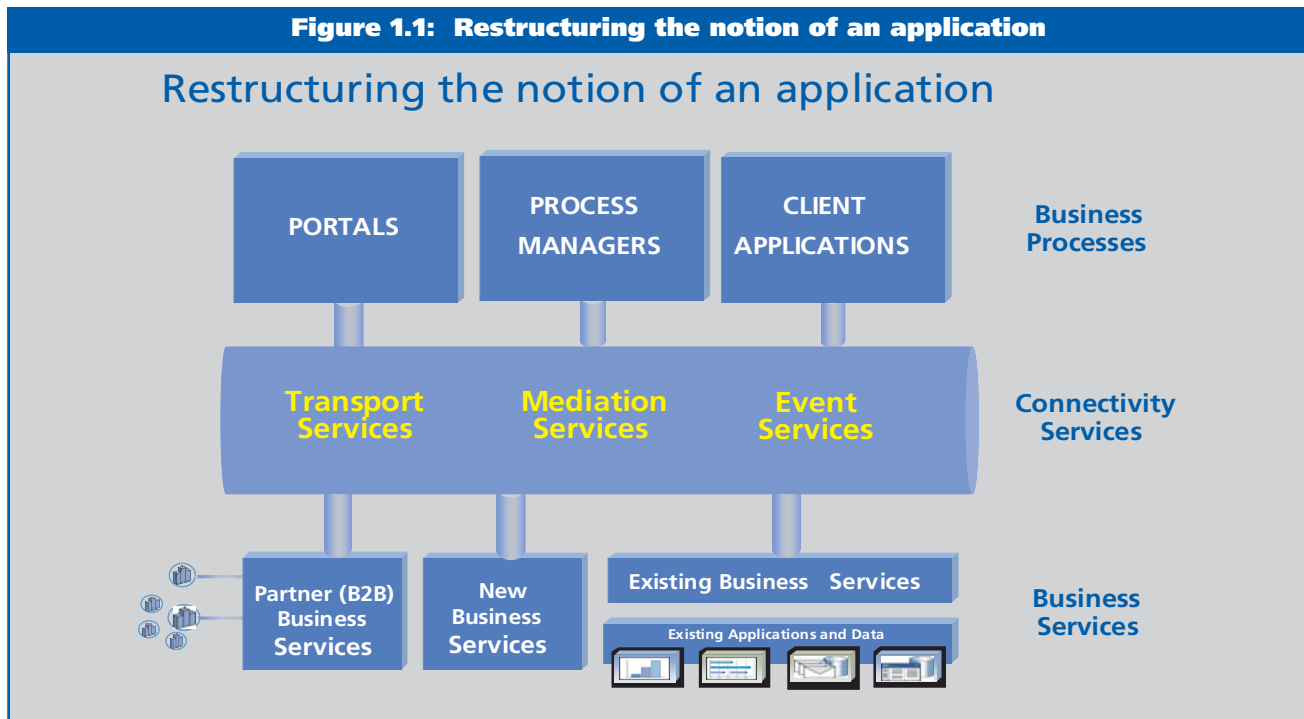 Figure 1.1: Restructuring the notion of an application
Restructuring the notion of an application
PORTALS
PROCESS
MANAGERS
CLIENT
APPLICATIONS
Business
Processes
Transport
Services
Mediation
Services
Event
Services
Connectivity
Services
Partner (B2B)
Business
Services
New
Business
Services
Existing Business Services
Existing Applications and Data
Business
Services